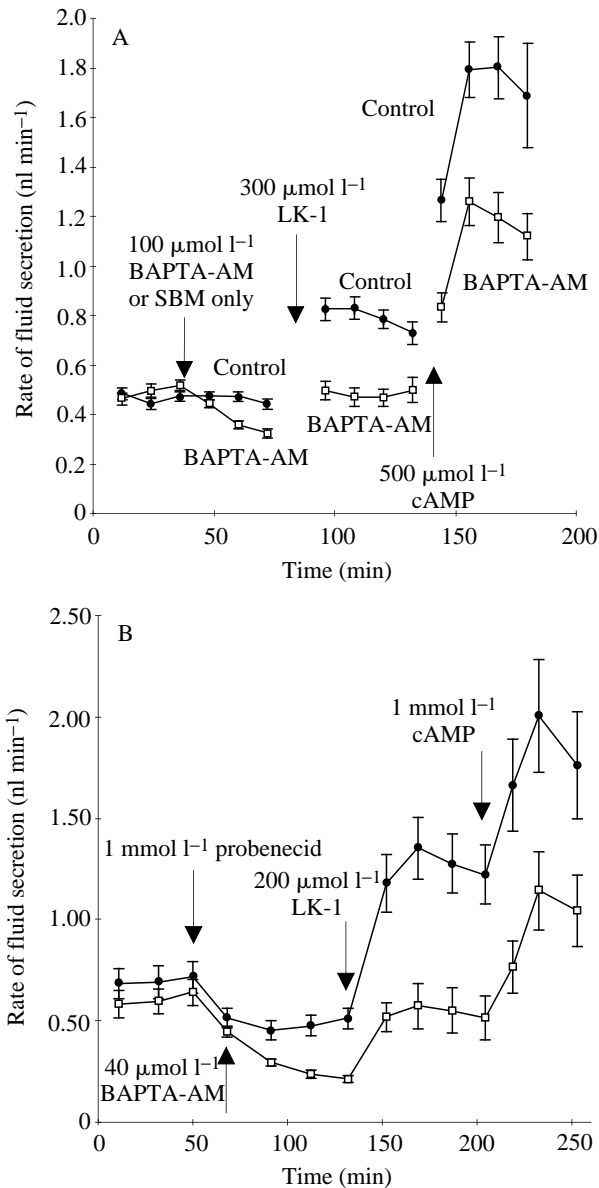 A
2.0
1.8
1.6
1.4
1.2
1.0
0.8
0.6
0.4
0.2
0
Rate of fluid secretion (nl min⁻¹)
Control
300 μmol l⁻¹
LK-1
100 μmol l⁻¹
BAPTA-AM
or SBM only
Control
Control
BAPTA-AM
BAPTA-AM
BAPTA-AM
500 μmol l⁻¹
cAMP
0 50 100 150 200
Time (min)
B
2.50
2.00
1.50
1.00
0.50
0
Rate of fluid secretion (nl min⁻¹)
1 mmol l⁻¹
cAMP
1 mmol l⁻¹ probenecid
200 μmol l⁻¹
LK-1
40 μmol l⁻¹
BAPTA-AM
0 50 100 150 200 250
Time (min)